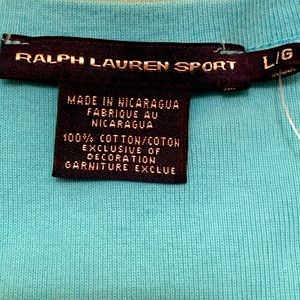 RALPH LAUREN SPORT L/G
MADE IN NICARAGUA
FABRIQUE AU
NICARAGUA
100% COTTON/COTON
EXCLUSIVE OF
DECORATION
GARNITURE EXCLUE